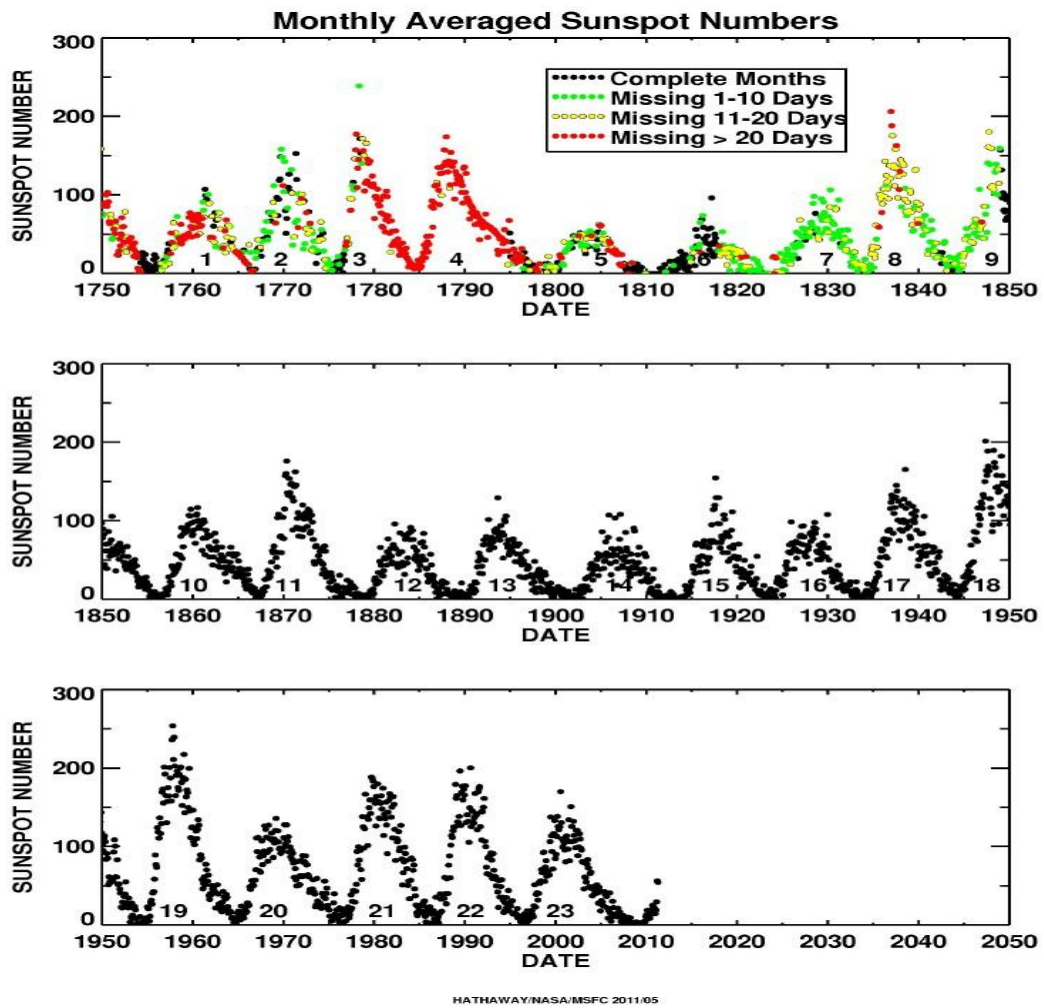 Monthly Averaged Sunspot Numbers
300
200
100
0
SUNSPOT NUMBER
Complete Months
Missing 1-10 Days
Missing 11-20 Days
Missing > 20 Days
1 2 3 4 5 6 7 8 9
1750 1760 1770 1780 1790 1800 1810 1820 1830 1840 1850
DATE
300
200
100
0
SUNSPOT NUMBER
10 11 12 13 14 15 16 17 18
1850 1860 1870 1880 1890 1900 1910 1920 1930 1940 1950
DATE
300
200
100
0
SUNSPOT NUMBER
19 20 21 22 23
1950 1960 1970 1980 1990 2000 2010 2020 2030 2040 2050
DATE
HATHAWAY/NASA/MSFC 2011/05